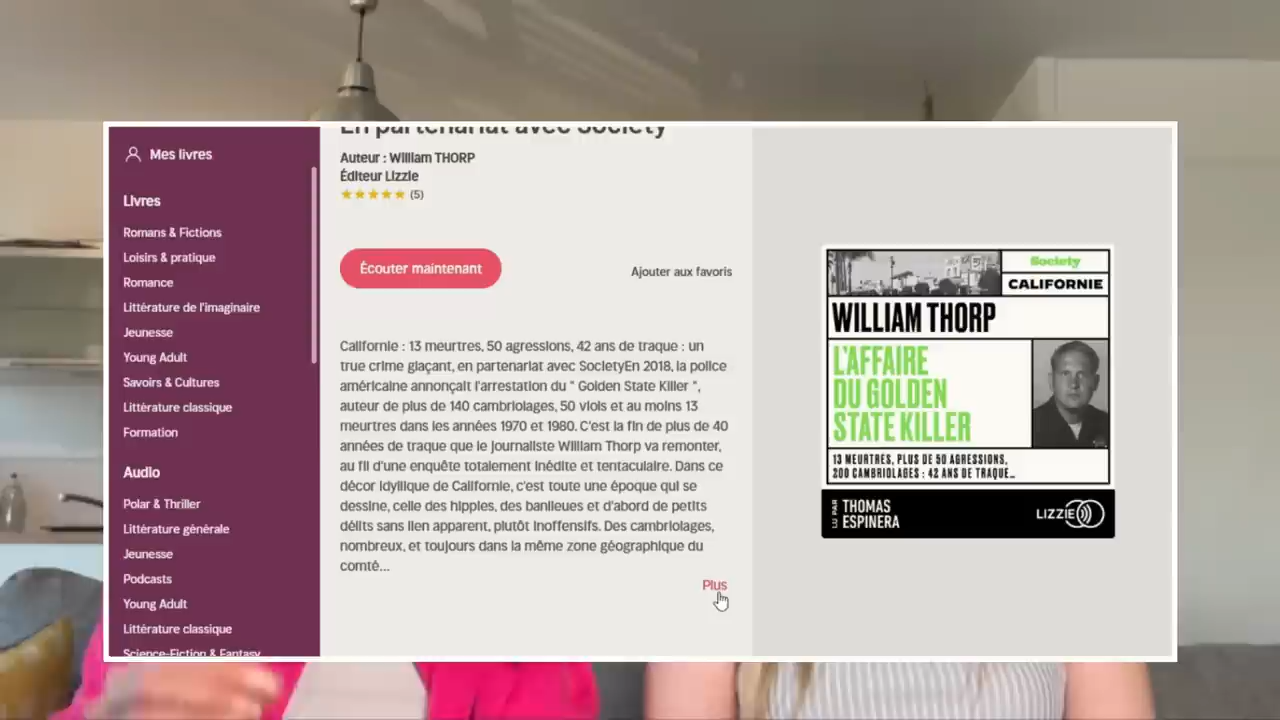 En partenariat avec Society
Mes livres
Livres
Romans & Fictions
Loisirs & pratique
Romance
Littérature de l'imaginaire
Jeunesse
Young Adult
Savoirs & Cultures
Littérature classique
Formation
Audio
Polar & Thriller
Littérature générale
Jeunesse
Podcasts
Young Adult
Littérature classique
Science-Fiction & Fantasy
Auteur : William THORP
Éditeur Lizzie
(5)
Écouter maintenant
Ajouter aux favoris
Californie : 13 meurtres, 50 agressions, 42 ans de traque : un
true crime glaçant, en partenariat avec SocietyEn 2018, la police
américaine annonçait l'arrestation du " Golden State Killer ",
auteur de plus de 140 cambriolages, 50 viols et au moins 13
meurtres dans les années 1970 et 1980. C'est la fin de plus de 40
années de traque que le journaliste William Thorp va remonter,
au fil d'une enquête totalement inédite et tentaculaire. Dans ce
décor idyllique de Californie, c'est toute une époque qui se
dessine, celle des hippies, des banlieues et d'abord de petits
délits sans lien apparent, plutôt inoffensifs. Des cambriolages,
nombreux, et toujours dans la même zone géographique du
comté...
Plus
Society
CALIFORNIE
WILLIAM THORP
L'AFFAIRE
DU GOLDEN
STATE KILLER
13 MEURTRES, PLUS DE 50 AGRESSIONS,
200 CAMBRIOLAGES : 42 ANS DE TRAQUE...
LU PAR
THOMAS
ESPINERA
LIZZIE